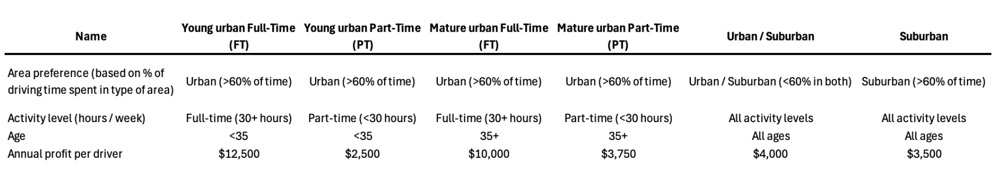 Name
Young urban Full-Time (FT)
Young urban Part-Time (PT)
Mature urban Full-Time (FT)
Mature urban Part-Time (PT)
Urban / Suburban
Suburban
Area preference (based on % of driving time spent in type of area)
Urban (>60% of time)
Urban (>60% of time)
Urban (>60% of time)
Urban (>60% of time)
Urban / Suburban (<60% in both)
Suburban (>60% of time)
Activity level (hours / week)
Full-time (30+ hours)
Part-time (<30 hours)
Full-time (30+ hours)
Part-time (<30 hours)
All activity levels
All activity levels
Age
<35
<35
35+
35+
All ages
All ages
Annual profit per driver
$12,500
$2,500
$10,000
$3,750
$4,000
$3,500